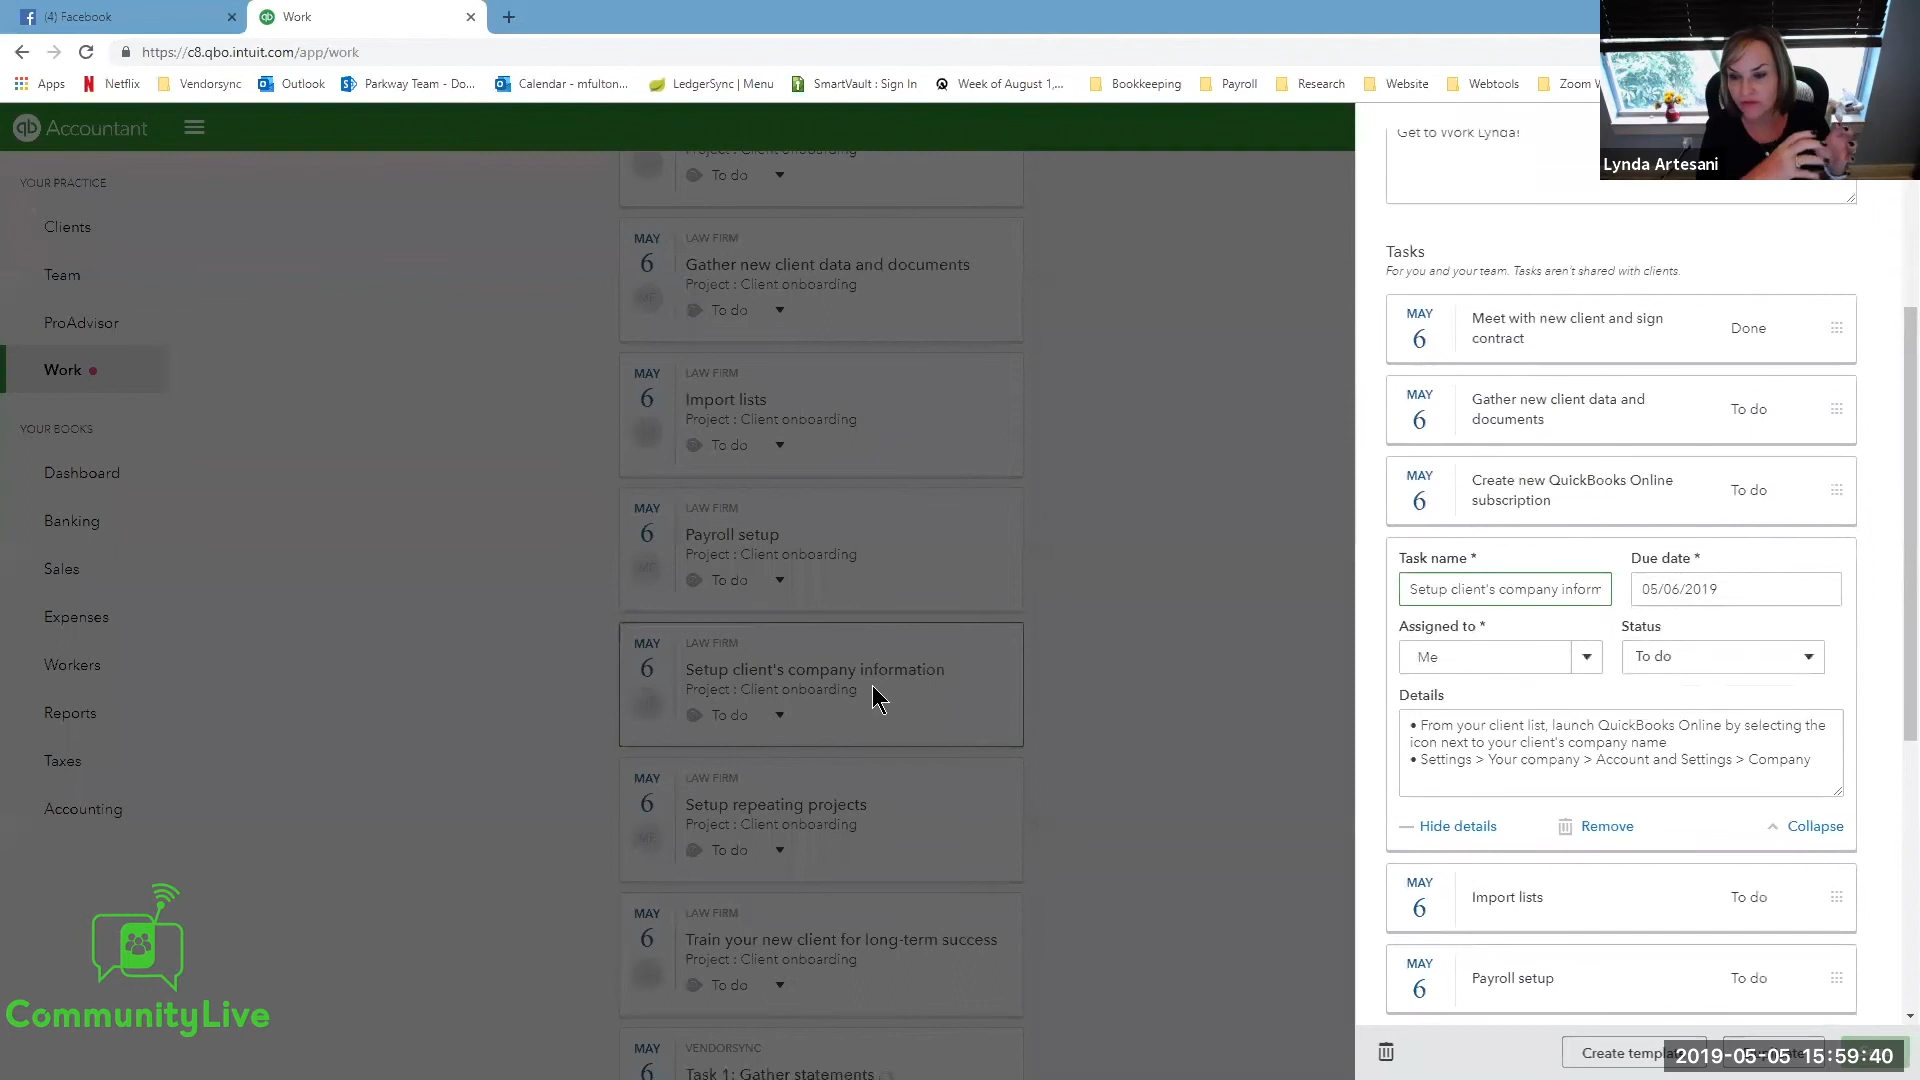 (4) Facebook
Work
https://c8.qbo.intuit.com/app/work
Apps
Netflix
Vendorsync
Outlook
Parkway Team - Do...
Calendar - mfulton...
LedgerSync | Menu
SmartVault : Sign In
Week of August 1,...
Bookkeeping
Payroll
Research
Website
Webtools
Zoom
Lynda Artesani
qb Accountant
YOUR PRACTICE
Clients
Team
ProAdvisor
Work
YOUR BOOKS
Dashboard
Banking
Sales
Expenses
Workers
Reports
Taxes
Accounting
CommunityLive
Project : Client onboarding
To do
MAY
6
LAW FIRM
Gather new client data and documents
Project : Client onboarding
To do
MAY
6
LAW FIRM
Import lists
Project : Client onboarding
To do
MAY
6
LAW FIRM
Payroll setup
Project : Client onboarding
To do
MAY
6
LAW FIRM
Setup client's company information
Project : Client onboarding
To do
MAY
6
LAW FIRM
Setup repeating projects
Project : Client onboarding
To do
MAY
6
LAW FIRM
Train your new client for long-term success
Project : Client onboarding
To do
MAY
6
VENDORSYNC
Task 1: Gather statements
Get to Work Lynda!
Tasks
For you and your team. Tasks aren't shared with clients.
MAY
6
Meet with new client and sign
contract
Done
MAY
6
Gather new client data and
documents
To do
MAY
6
Create new QuickBooks Online
subscription
To do
Task name *
Due date *
Setup client's company inform
05/06/2019
Assigned to *
Status
Me
To do
Details
• From your client list, launch QuickBooks Online by selecting the
icon next to your client's company name
• Settings > Your company > Account and Settings > Company
Hide details
Remove
Collapse
MAY
6
Import lists
To do
MAY
6
Payroll setup
To do
Create templa
2019-05-05 15:59:40